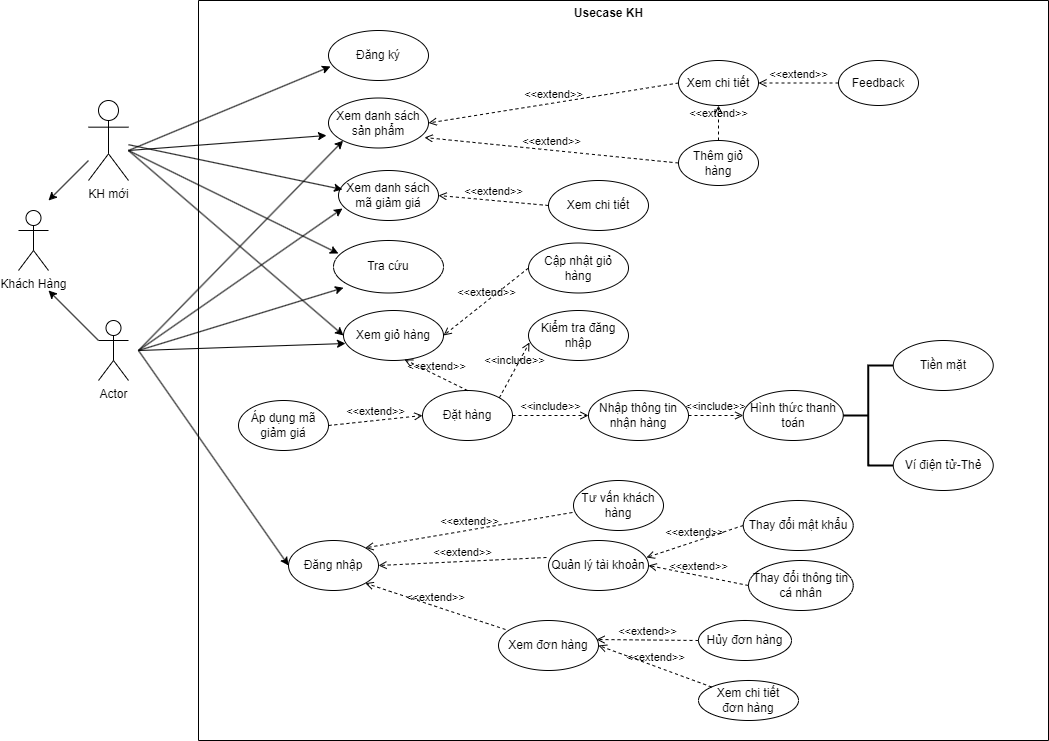 Usecase KH
Đăng ký
Xem chi tiết
<<extend>>
Feedback
<<extend>>
Xem danh sách
sản phẩm
<<extend>>
<<extend>>
Thêm giỏ
hàng
KH mới
Xem danh sách
mã giảm giá
<<extend>>
Xem chi tiết
Khách Hàng
Tra cứu
Cập nhật giỏ
hàng
<<extend>>
Xem giỏ hàng
Kiểm tra đăng
nhập
<<extend>>
<<include>>
Actor
Tiền mặt
Áp dụng mã
giảm giá
<<extend>>
Đặt hàng
<<include>>
Nhập thông tin
nhận hàng
<<include>>
Hình thức thanh
toán
Ví điện tử-Thẻ
Tư vấn khách
hàng
<<extend>>
Thay đổi mật khẩu
<<extend>>
Đăng nhập
<<extend>>
Quản lý tài khoản
<<extend>>
Thay đổi thông tin
cá nhân
<<extend>>
Xem đơn hàng
<<extend>>
Hủy đơn hàng
<<extend>>
Xem chi tiết
đơn hàng